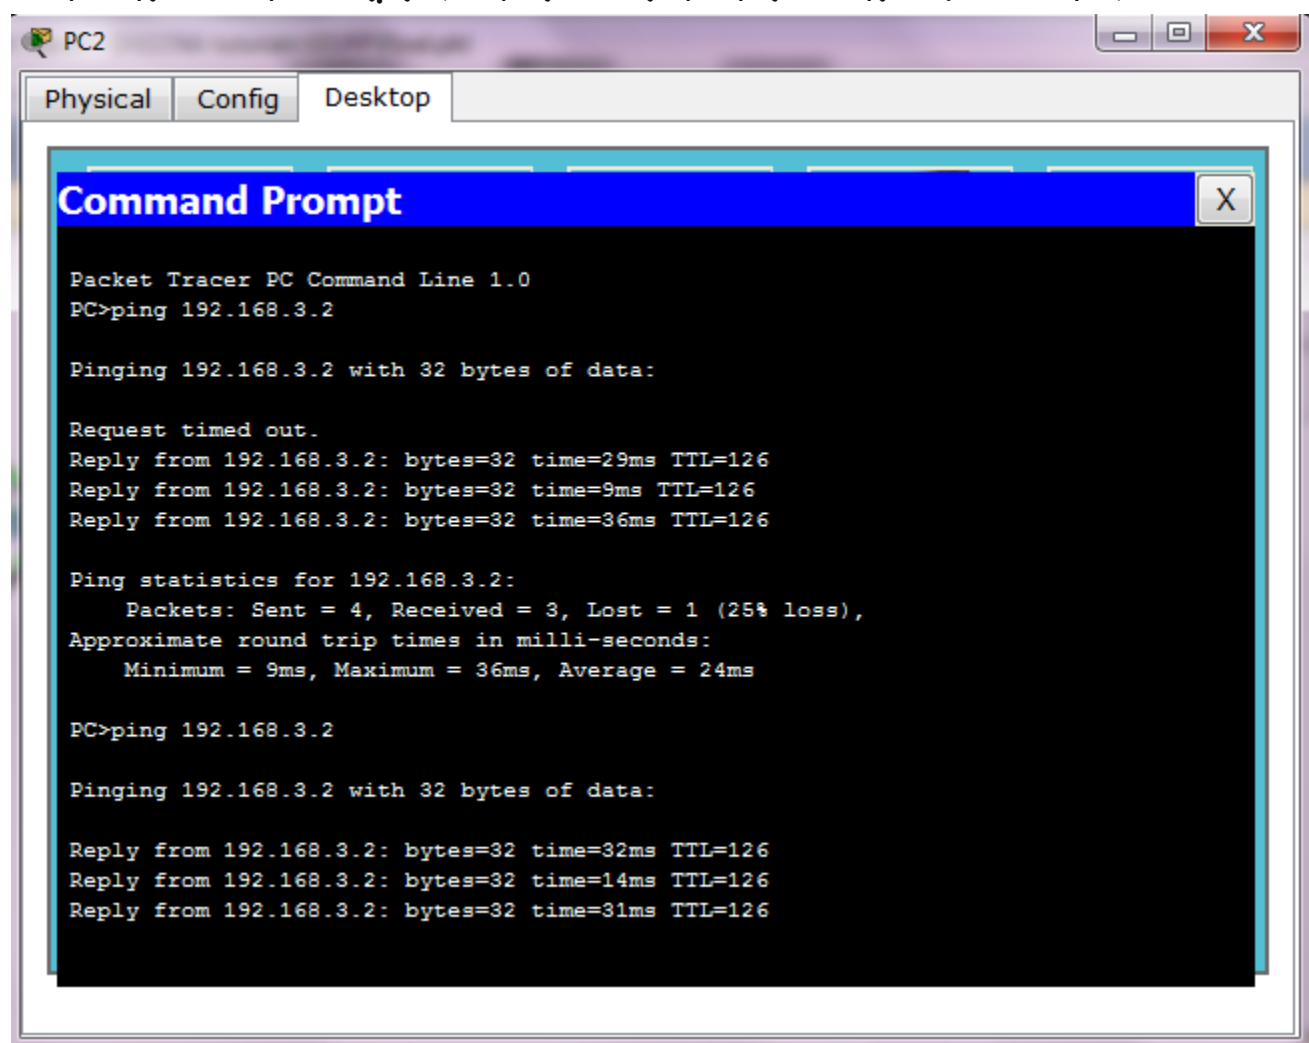 PC2
Physical Config Desktop
Command Prompt
X
Packet Tracer PC Command Line 1.0
PC>ping 192.168.3.2
Pinging 192.168.3.2 with 32 bytes of data:
Request timed out.
Reply from 192.168.3.2: bytes=32 time=29ms TTL=126
Reply from 192.168.3.2: bytes=32 time=9ms TTL=126
Reply from 192.168.3.2: bytes=32 time=36ms TTL=126
Ping statistics for 192.168.3.2:
Packets: Sent = 4, Received = 3, Lost = 1 (25% loss),
Approximate round trip times in milli-seconds:
Minimum = 9ms, Maximum = 36ms, Average = 24ms
PC>ping 192.168.3.2
Pinging 192.168.3.2 with 32 bytes of data:
Reply from 192.168.3.2: bytes=32 time=32ms TTL=126
Reply from 192.168.3.2: bytes=32 time=14ms TTL=126
Reply from 192.168.3.2: bytes=32 time=31ms TTL=126